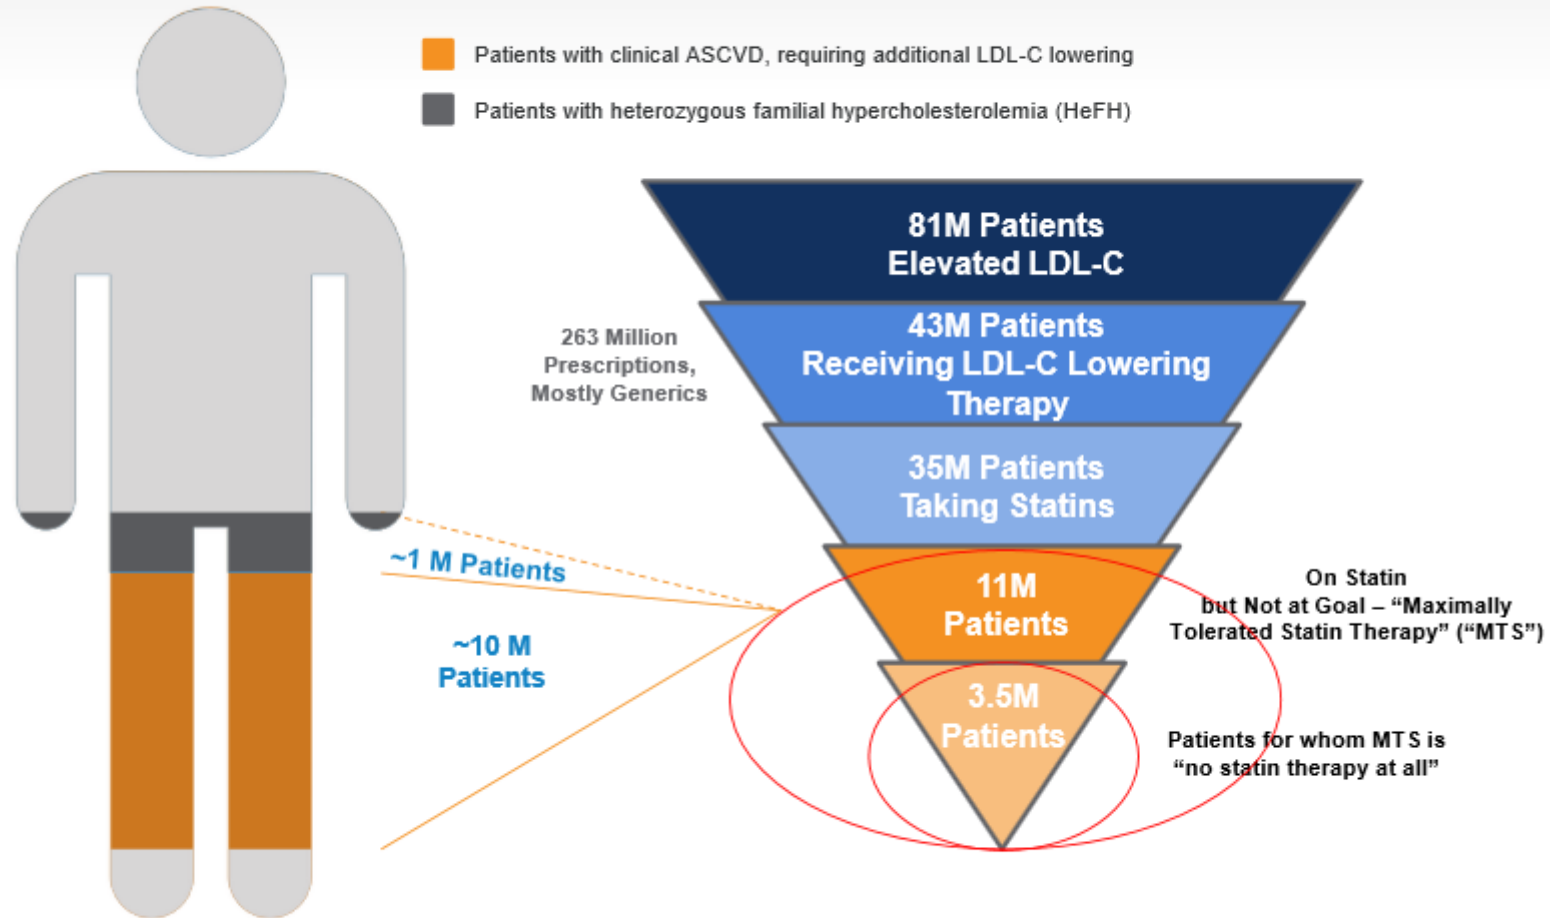 Patients with clinical ASCVD, requiring additional LDL-C lowering
Patients with heterozygous familial hypercholesterolemia (HeFH)
81M Patients
Elevated LDL-C
263 Million
Prescriptions,
Mostly Generics
43M Patients
Receiving LDL-C Lowering
Therapy
35M Patients
Taking Statins
~1 M Patients
~10 M
Patients
11M
Patients
On Statin
but Not at Goal – “Maximally
Tolerated Statin Therapy” (“MTS”)
3.5M
Patients
Patients for whom MTS is
“no statin therapy at all”